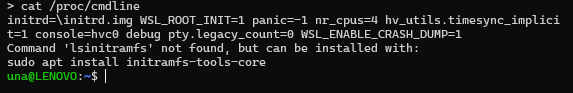 > cat /proc/cmdline
initrd=\initrd.img WSL_ROOT_INIT=1 panic=-1 nr_cpus=4 hv_utils.timesync_implici
t=1 console=hvc0 debug pty.legacy_count=0 WSL_ENABLE_CRASH_DUMP=1
Command 'lsinitramfs' not found, but can be installed with:
sudo apt install initramfs-tools-core
una@LENOVO:~$